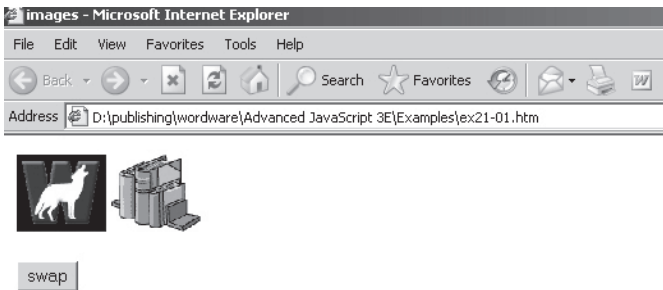 images - Microsoft Internet Explorer
File Edit View Favorites Tools Help
Back Search Favorites W
Address D:\publishing\wordware\Advanced JavaScript 3E\Examples\ex21-01.htm
W
swap